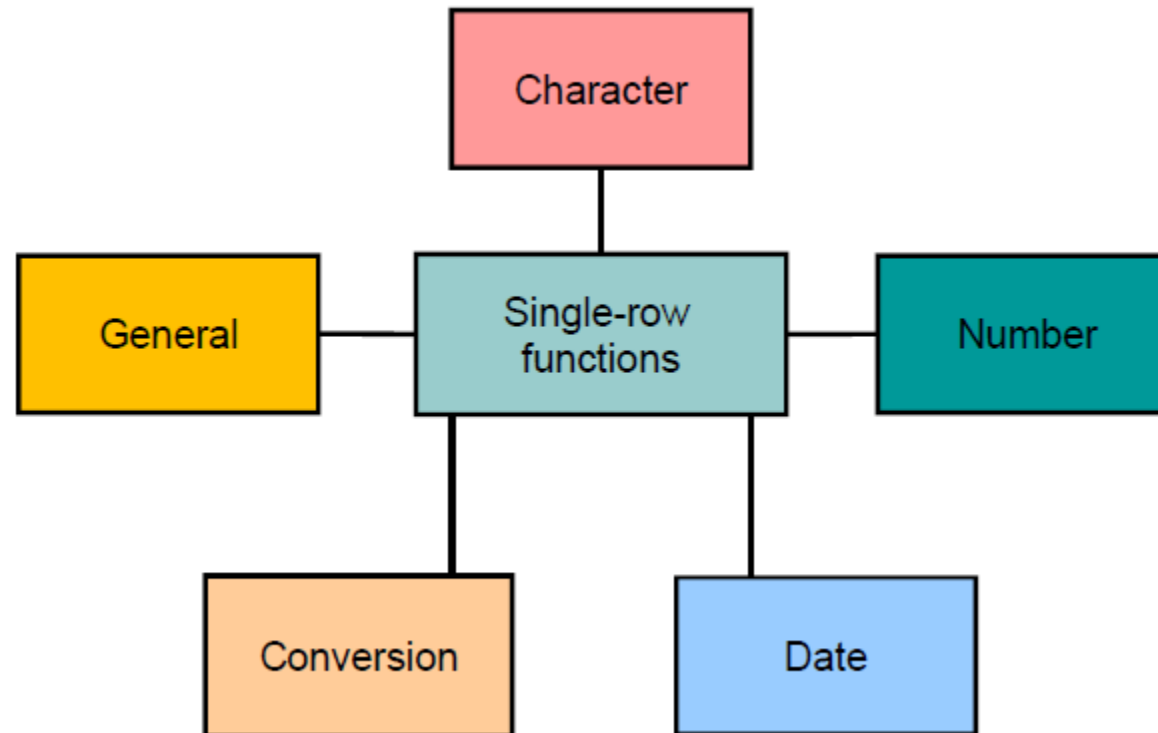 Character
General
Single-row
functions
Number
Conversion
Date